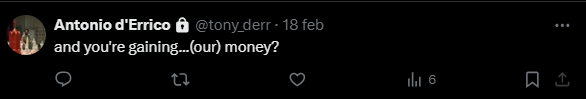 Antonio d'Errico @tony_derr · 18 feb
and you're gaining...(our) money?
6